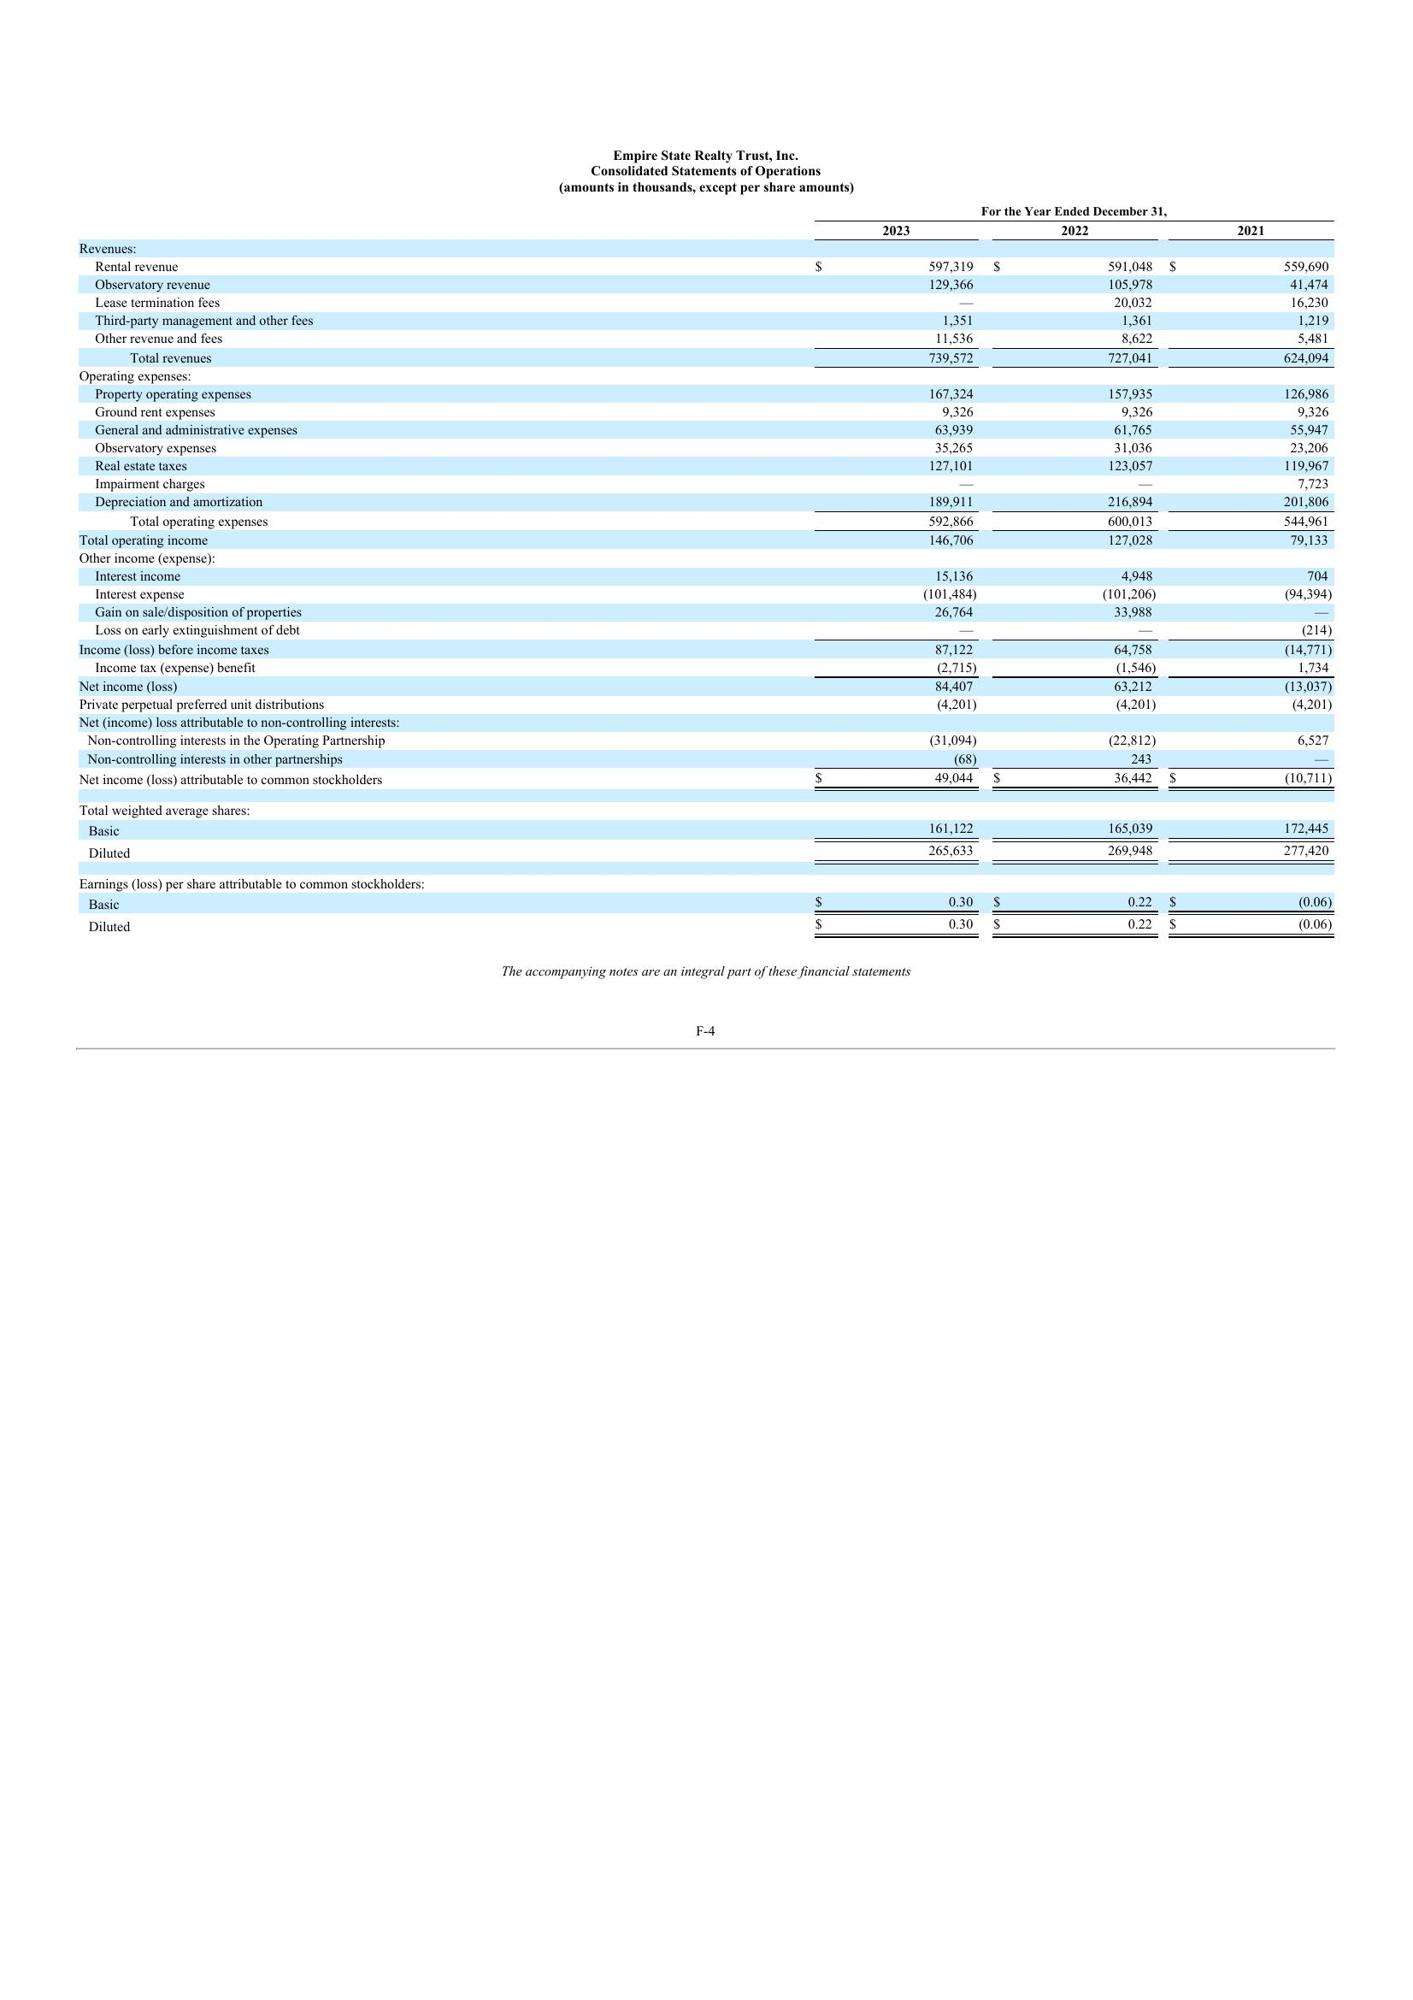 Empire State Realty Trust, Inc.
Consolidated Statements of Operations
(amounts in thousands, except per share amounts)
For the Year Ended December 31,
2023 2022 2021
Revenues:
Rental revenue $ 597,319 $ 591,048 $ 559,690
Observatory revenue 129,366 105,978 41,474
Lease termination fees — 20,032 16,230
Third-party management and other fees 1,351 1,361 1,219
Other revenue and fees 11,536 8,622 5,481
Total revenues 739,572 727,041 624,094
Operating expenses:
Property operating expenses 167,324 157,935 126,986
Ground rent expenses 9,326 9,326 9,326
General and administrative expenses 63,939 61,765 55,947
Observatory expenses 35,265 31,036 23,206
Real estate taxes 127,101 123,057 119,967
Impairment charges — — 7,723
Depreciation and amortization 189,911 216,894 201,806
Total operating expenses 592,866 600,013 544,961
Total operating income 146,706 127,028 79,133
Other income (expense):
Interest income 15,136 4,948 704
Interest expense (101,484) (101,206) (94,394)
Gain on sale/disposition of properties 26,764 33,988 —
Loss on early extinguishment of debt — — (214)
Income (loss) before income taxes 87,122 64,758 (14,771)
Income tax (expense) benefit (2,715) (1,546) 1,734
Net income (loss) 84,407 63,212 (13,037)
Private perpetual preferred unit distributions (4,201) (4,201) (4,201)
Net (income) loss attributable to non-controlling interests:
Non-controlling interests in the Operating Partnership (31,094) (22,812) 6,527
Non-controlling interests in other partnerships (68) 243 —
Net income (loss) attributable to common stockholders $ 49,044 $ 36,442 $ (10,711)
Total weighted average shares:
Basic 161,122 165,039 172,445
Diluted 265,633 269,948 277,420
Earnings (loss) per share attributable to common stockholders:
Basic $ 0.30 $ 0.22 $ (0.06)
Diluted $ 0.30 $ 0.22 $ (0.06)
The accompanying notes are an integral part of these financial statements
F-4